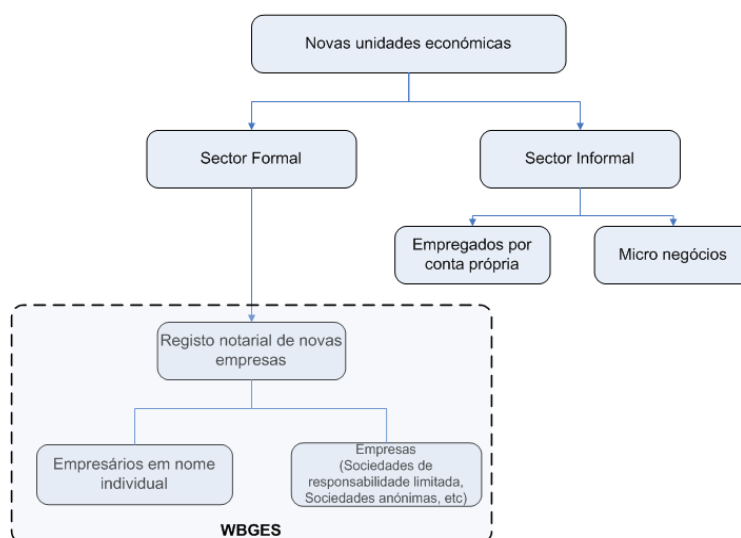 Novas unidades económicas
Sector Formal
Sector Informal
Empregados por
conta própria
Micro negócios
Registo notarial de novas
empresas
Empresários em nome
individual
Empresas
(Sociedades de
responsabilidade limitada,
Sociedades anónimas, etc)
WBGES